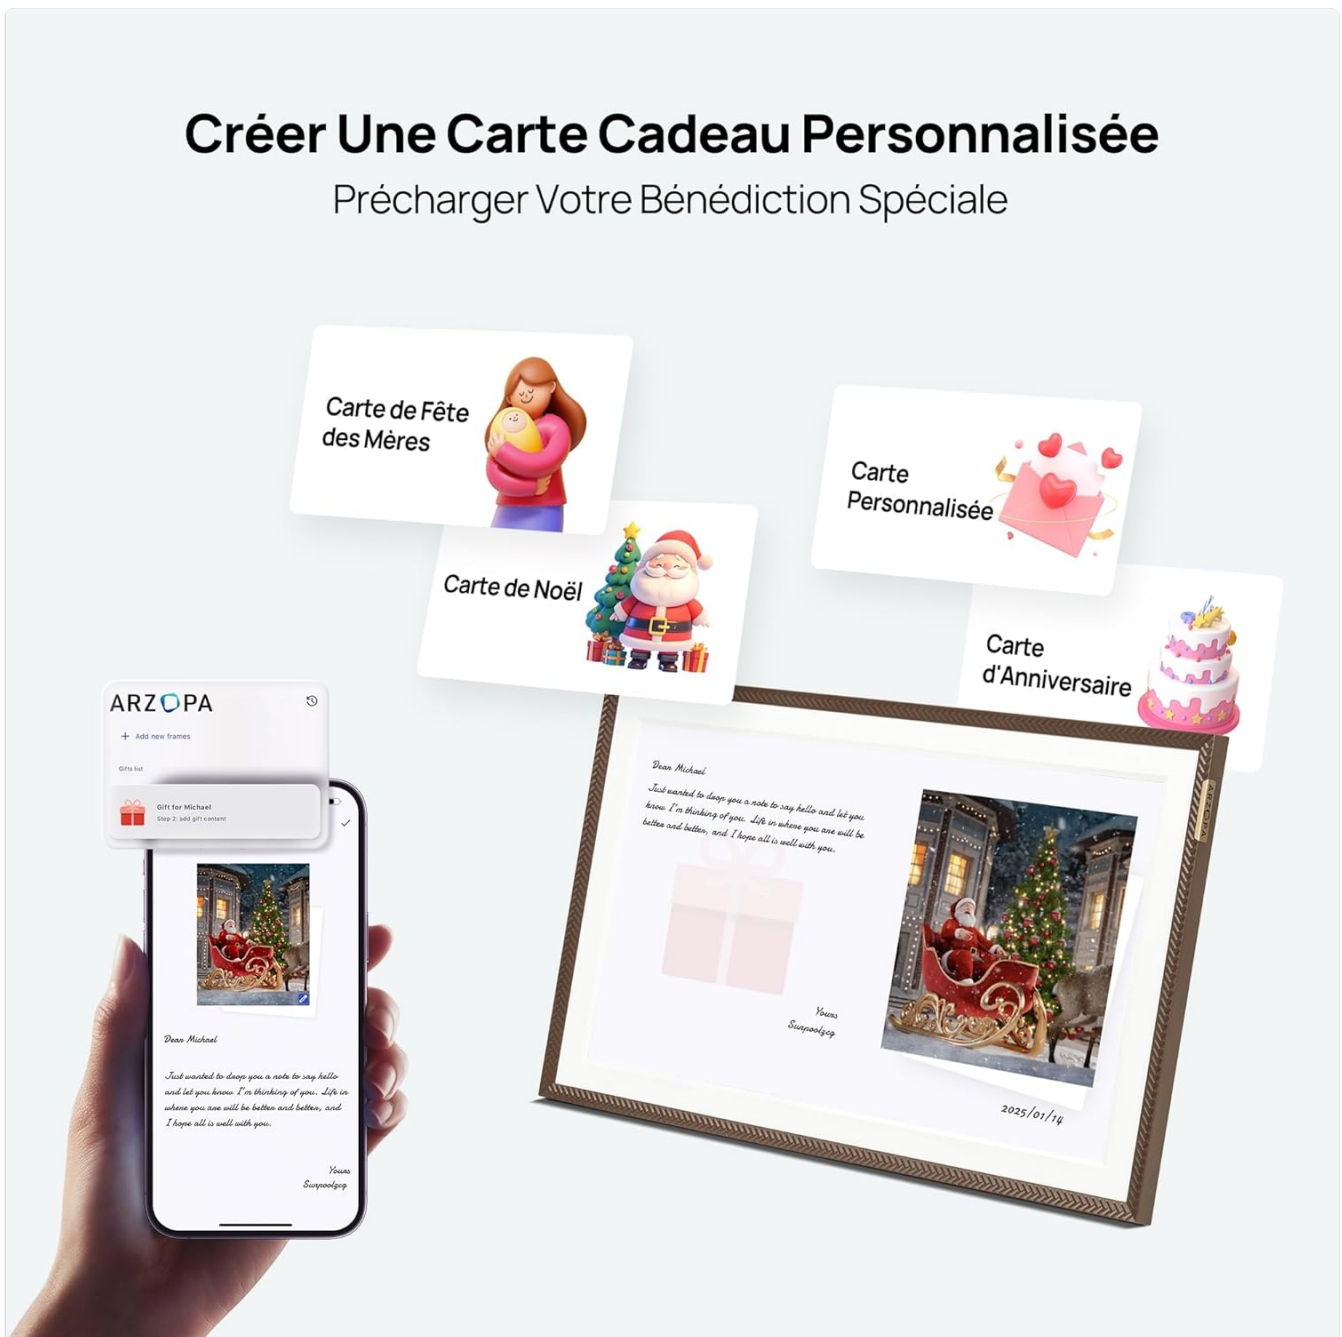 Créer Une Carte Cadeau Personnalisée
Précharger Votre Bénédiction Spéciale
Carte de Fête
des Mères
Carte de Noël
Carte
Personnalisée
Carte
d'Anniversaire
ARZOPA
+ Add new frames
Gifts list
Gift for Michael
Step 2: add gift content
Dear Michael
Just wanted to drop you a note to say hello
and let you know I'm thinking of you. Life in
where you are will be better and better, and
I hope all is well with you.
Yours
Sunpoolzcg
Dear Michael
Just wanted to drop you a note to say hello and let you
know I'm thinking of you. Life in where you are will be
better and better, and I hope all is well with you.
Yours
Sunpoolzcg
2025/01/14
ARZOPA